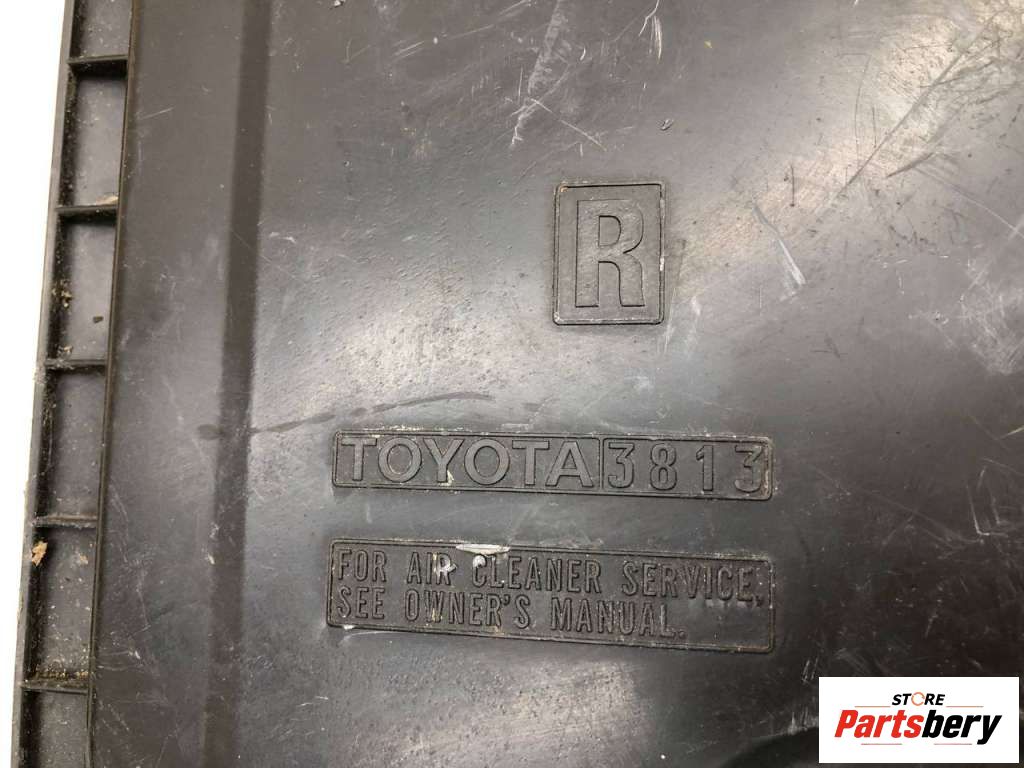 R
TOYOTA 3813
FOR AIR CLEANER SERVICE,
SEE OWNER'S MANUAL.
STORE
Partsbery